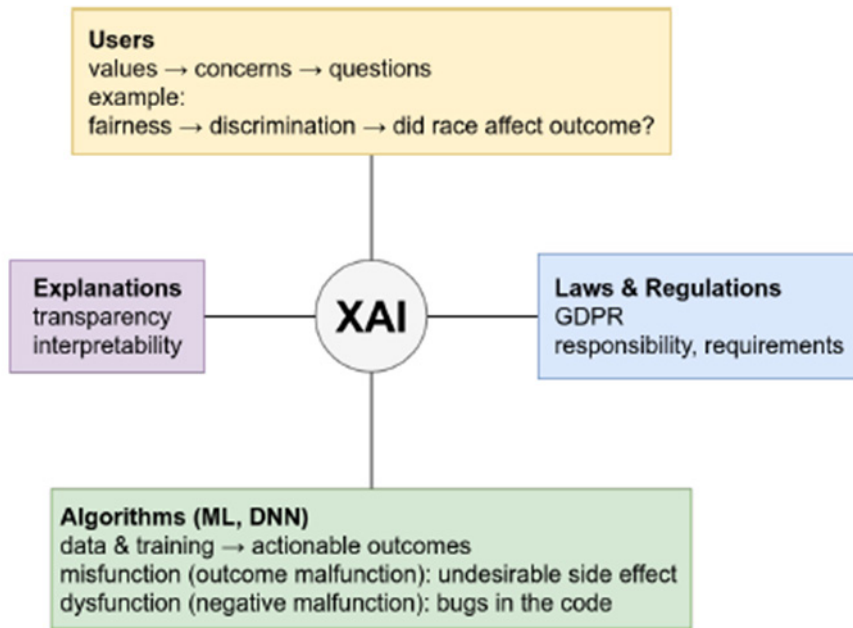 Users
values → concerns → questions
example:
fairness → discrimination → did race affect outcome?
Explanations
transparency
interpretability
XAI
Laws & Regulations
GDPR
responsibility, requirements
Algorithms (ML, DNN)
data & training → actionable outcomes
misfunction (outcome malfunction): undesirable side effect
dysfunction (negative malfunction): bugs in the code